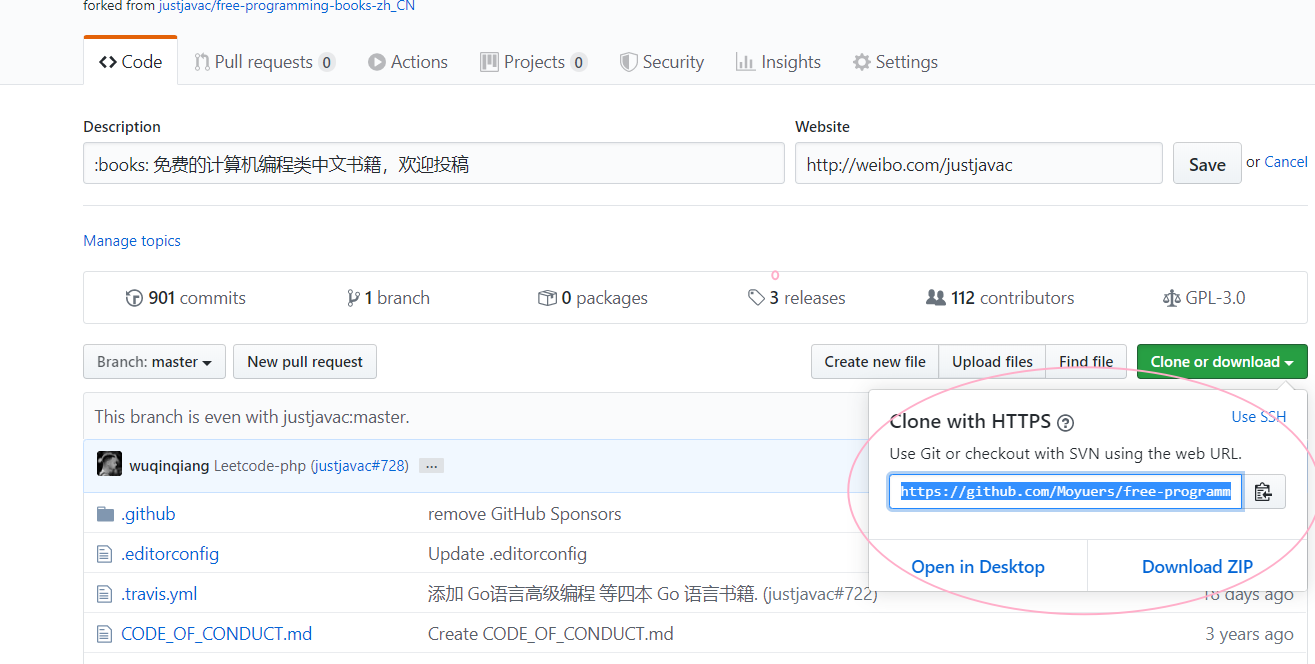 forked from justjavac/free-programming-books-zh_CN
Code Pull requests 0 Actions Projects 0 Security Insights Settings
Description Website
:books: 免费的计算机编程类中文书籍，欢迎投稿 http://weibo.com/justjavac Save or Cancel
Manage topics
0
901 commits 1 branch 0 packages 3 releases 112 contributors GPL-3.0
Branch: master New pull request Create new file Upload files Find file Clone or download
This branch is even with justjavac:master.
Clone with HTTPS ? Use SSH
Use Git or checkout with SVN using the web URL.
wuqinqiang Leetcode-php (justjavac#728) ...
https://github.com/Moyuers/free-programm
.github remove GitHub Sponsors
.editorconfig Update .editorconfig
Open in Desktop Download ZIP
.travis.yml 添加 Go语言高级编程 等四本 Go 语言书籍. (justjavac#722) 18 days ago
CODE_OF_CONDUCT.md Create CODE_OF_CONDUCT.md 3 years ago